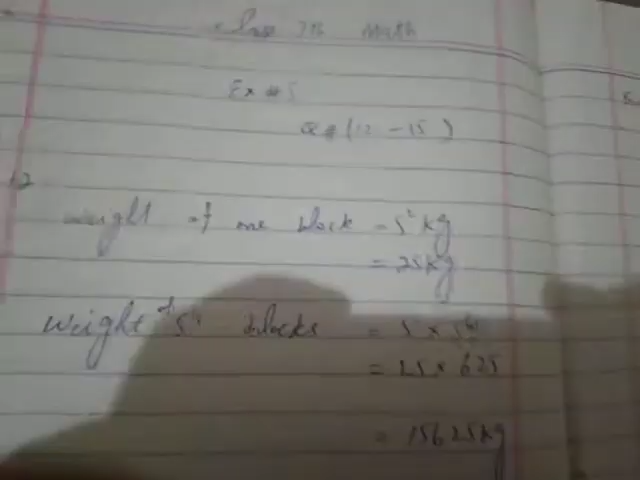 Class 7th Math
Ex # 5
Q # (12 - 15)
12
weight of one block = 5² kg
= 25 kg
Weight of 5⁴ blocks = 5² × 5⁴
= 25 × 625
= 15625 kg